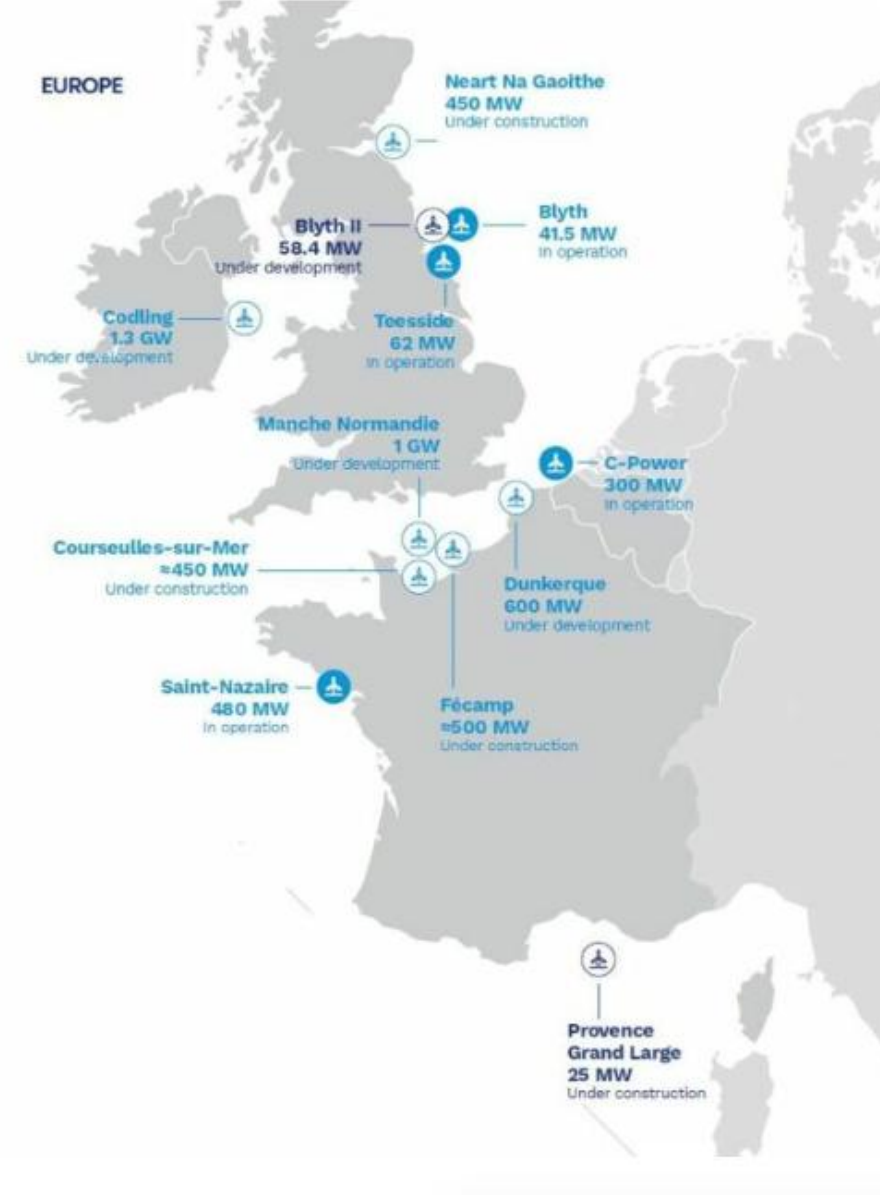 EUROPE
Neart Na Gaoithe
450 MW
Under construction
Blyth II
58.4 MW
Under development
Blyth
41.5 MW
In operation
Codling
1.3 GW
Under development
Teesside
62 MW
In operation
Manche Normandie
1 GW
Under development
C-Power
300 MW
In operation
Courseulles-sur-Mer
≈450 MW
Under construction
Dunkerque
600 MW
Under development
Saint-Nazaire
480 MW
In operation
Fécamp
≈500 MW
Under construction
Provence
Grand Large
25 MW
Under construction